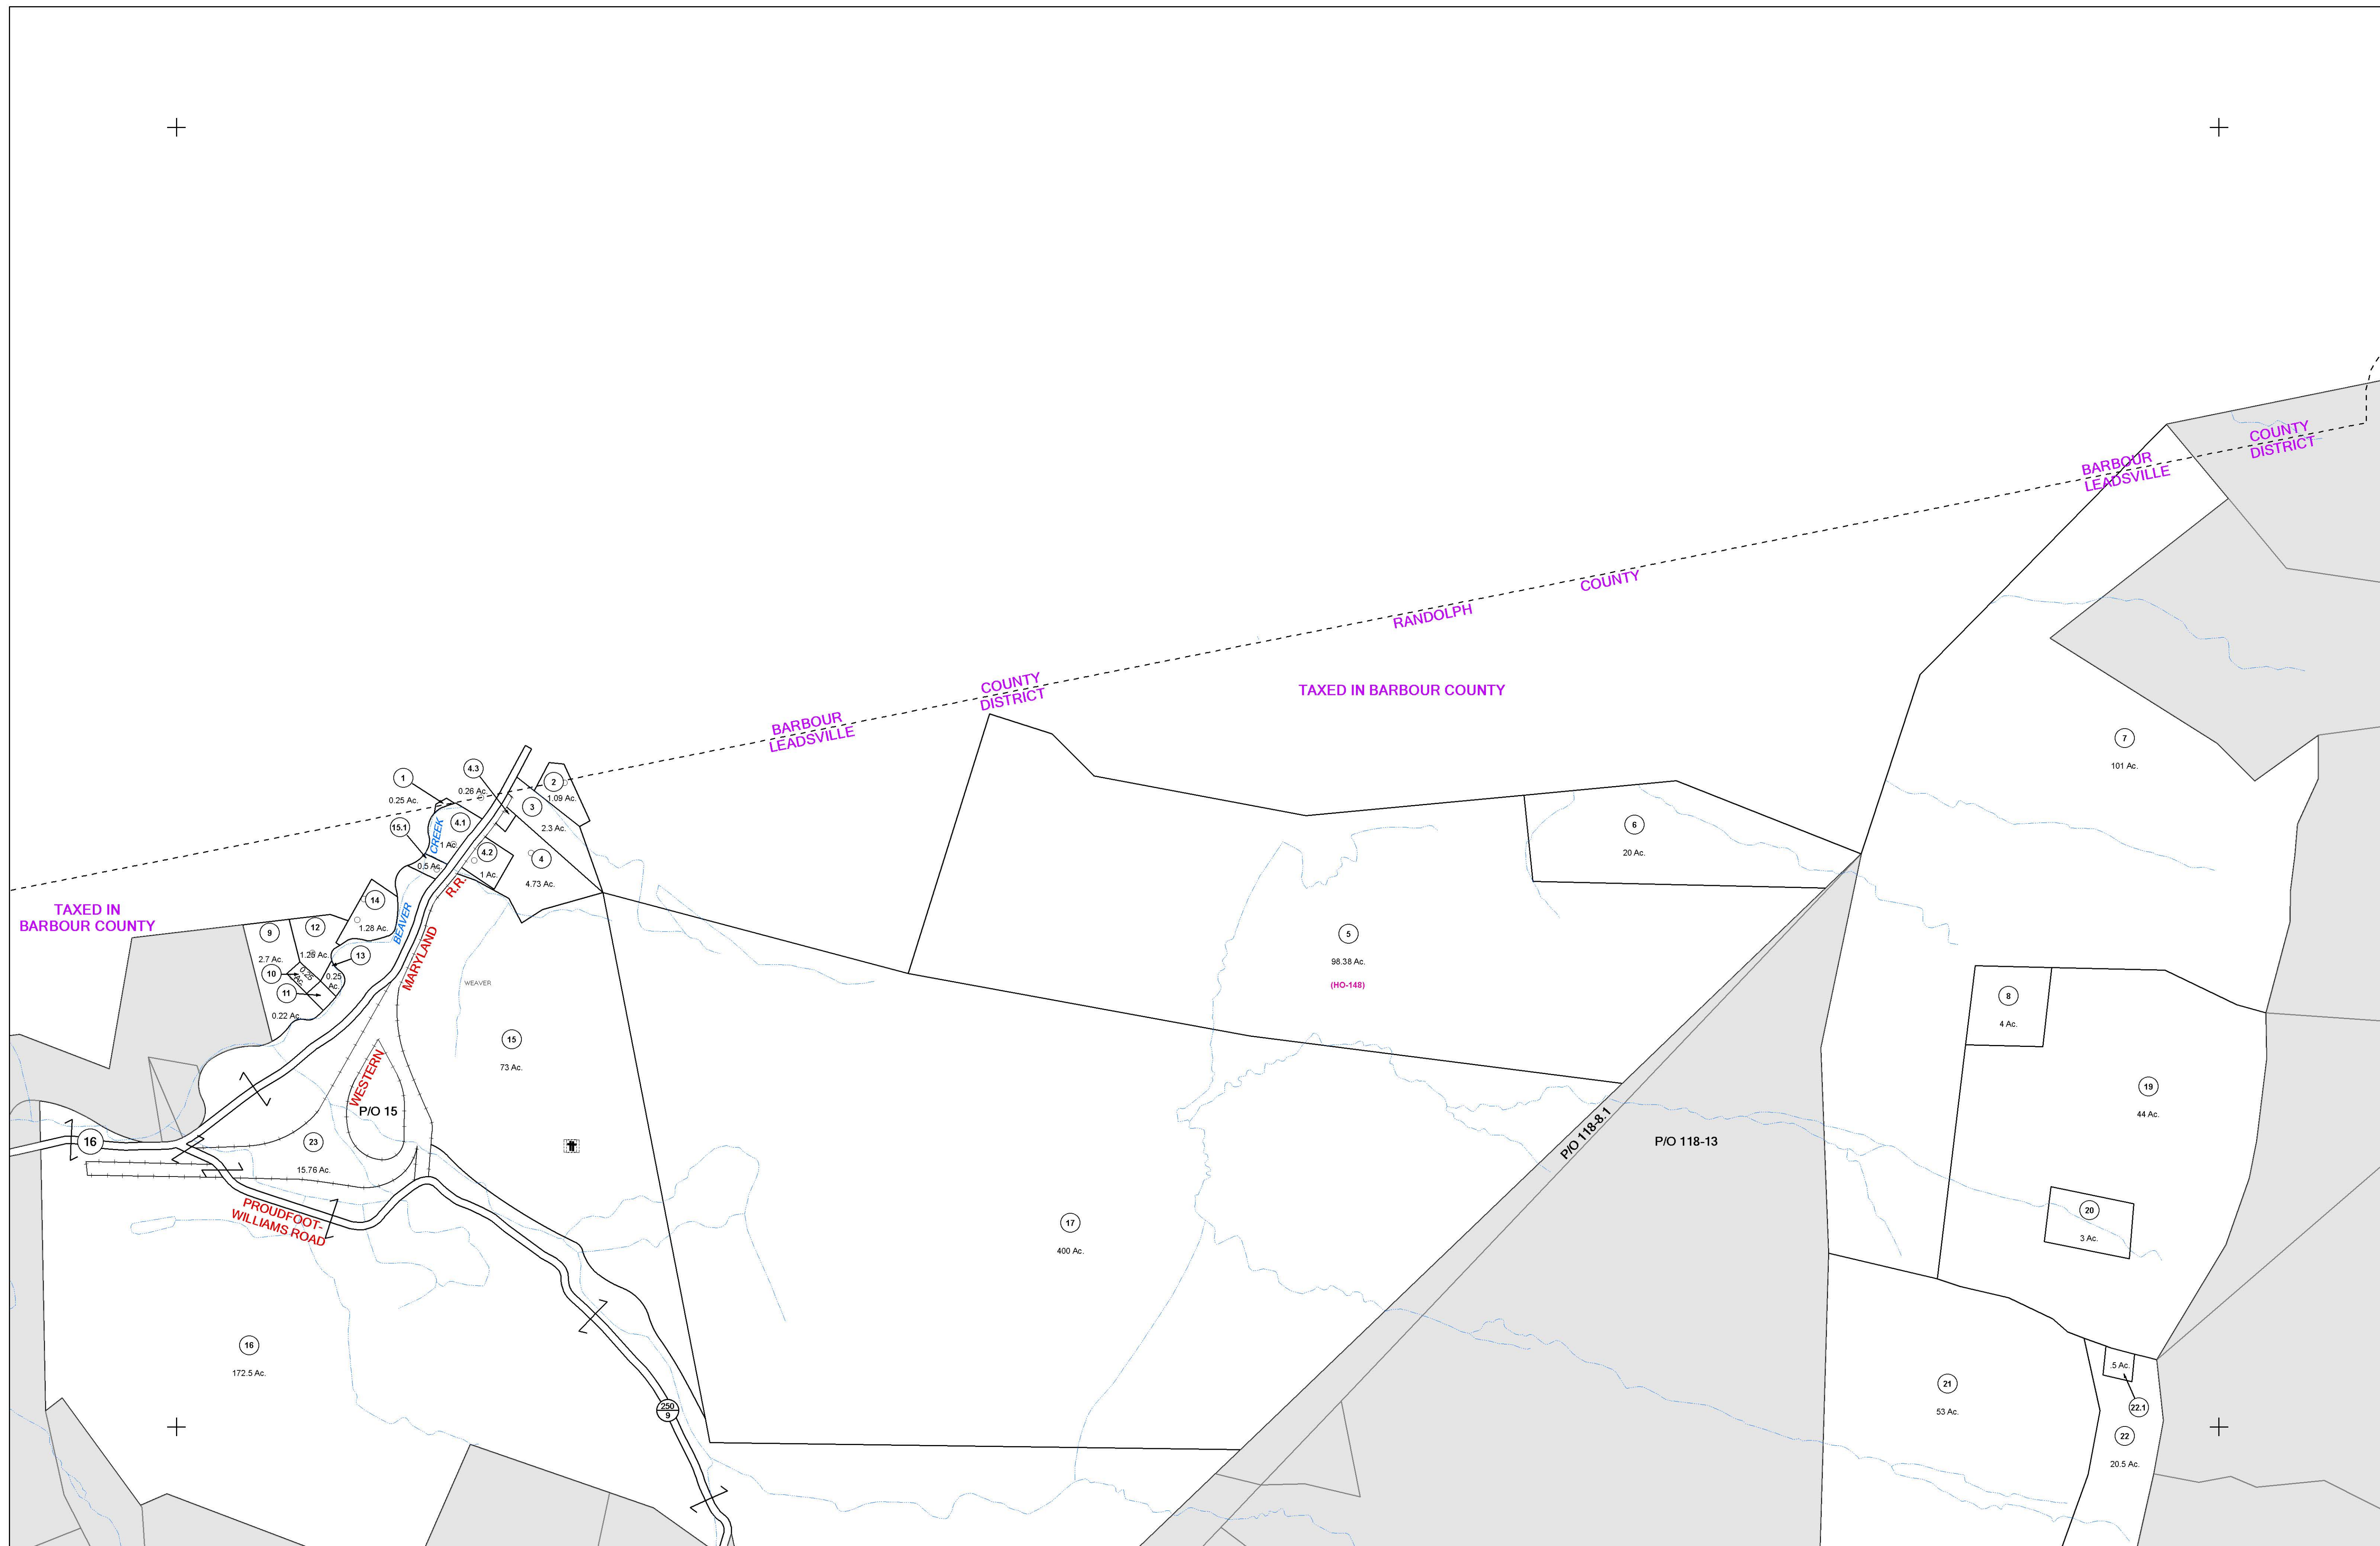 COUNTY
DISTRICT
BARBOUR
LEADSVILLE
COUNTY
RANDOLPH
COUNTY
DISTRICT
TAXED IN BARBOUR COUNTY
BARBOUR
LEADSVILLE
7
101 Ac.
4.3
1
2
0.26 Ac.
0.25 Ac.
1.09 Ac.
3
4.1
15.1
2.3 Ac.
CREEK
1 Ac.
4.2
4
0.5 Ac.
1 Ac.
4.73 Ac.
R.R.
6
20 Ac.
14
TAXED IN
BARBOUR COUNTY
BEAVER
1.28 Ac.
9
12
2.7 Ac.
1.25 Ac.
13
10
0.25
Ac.
0.25
Ac.
11
0.22 Ac.
MARYLAND
WEAVER
5
98.38 Ac.
(HO-148)
8
4 Ac.
15
73 Ac.
WESTERN
P/O 15
19
44 Ac.
16
23
15.76 Ac.
P/O 118-8.1
P/O 118-13
PROUDFOOT-
WILLIAMS ROAD
17
400 Ac.
20
3 Ac.
16
172.5 Ac.
.5 Ac.
21
53 Ac.
22.1
250
9
22
20.5 Ac.